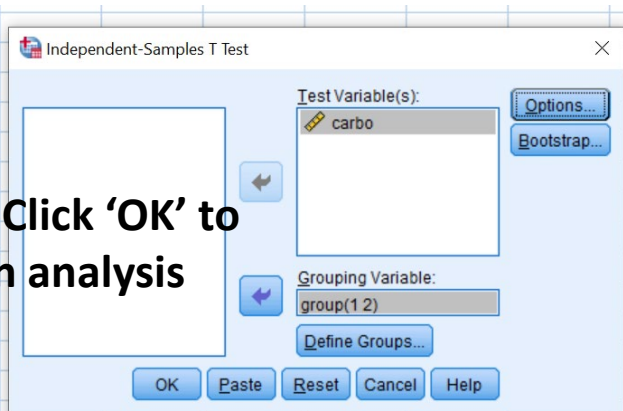 Independent-Samples T Test
Test Variable(s):
carbo
Options...
Bootstrap...
Click ‘OK’ to
analysis
Grouping Variable:
group(1 2)
Define Groups...
OK Paste Reset Cancel Help